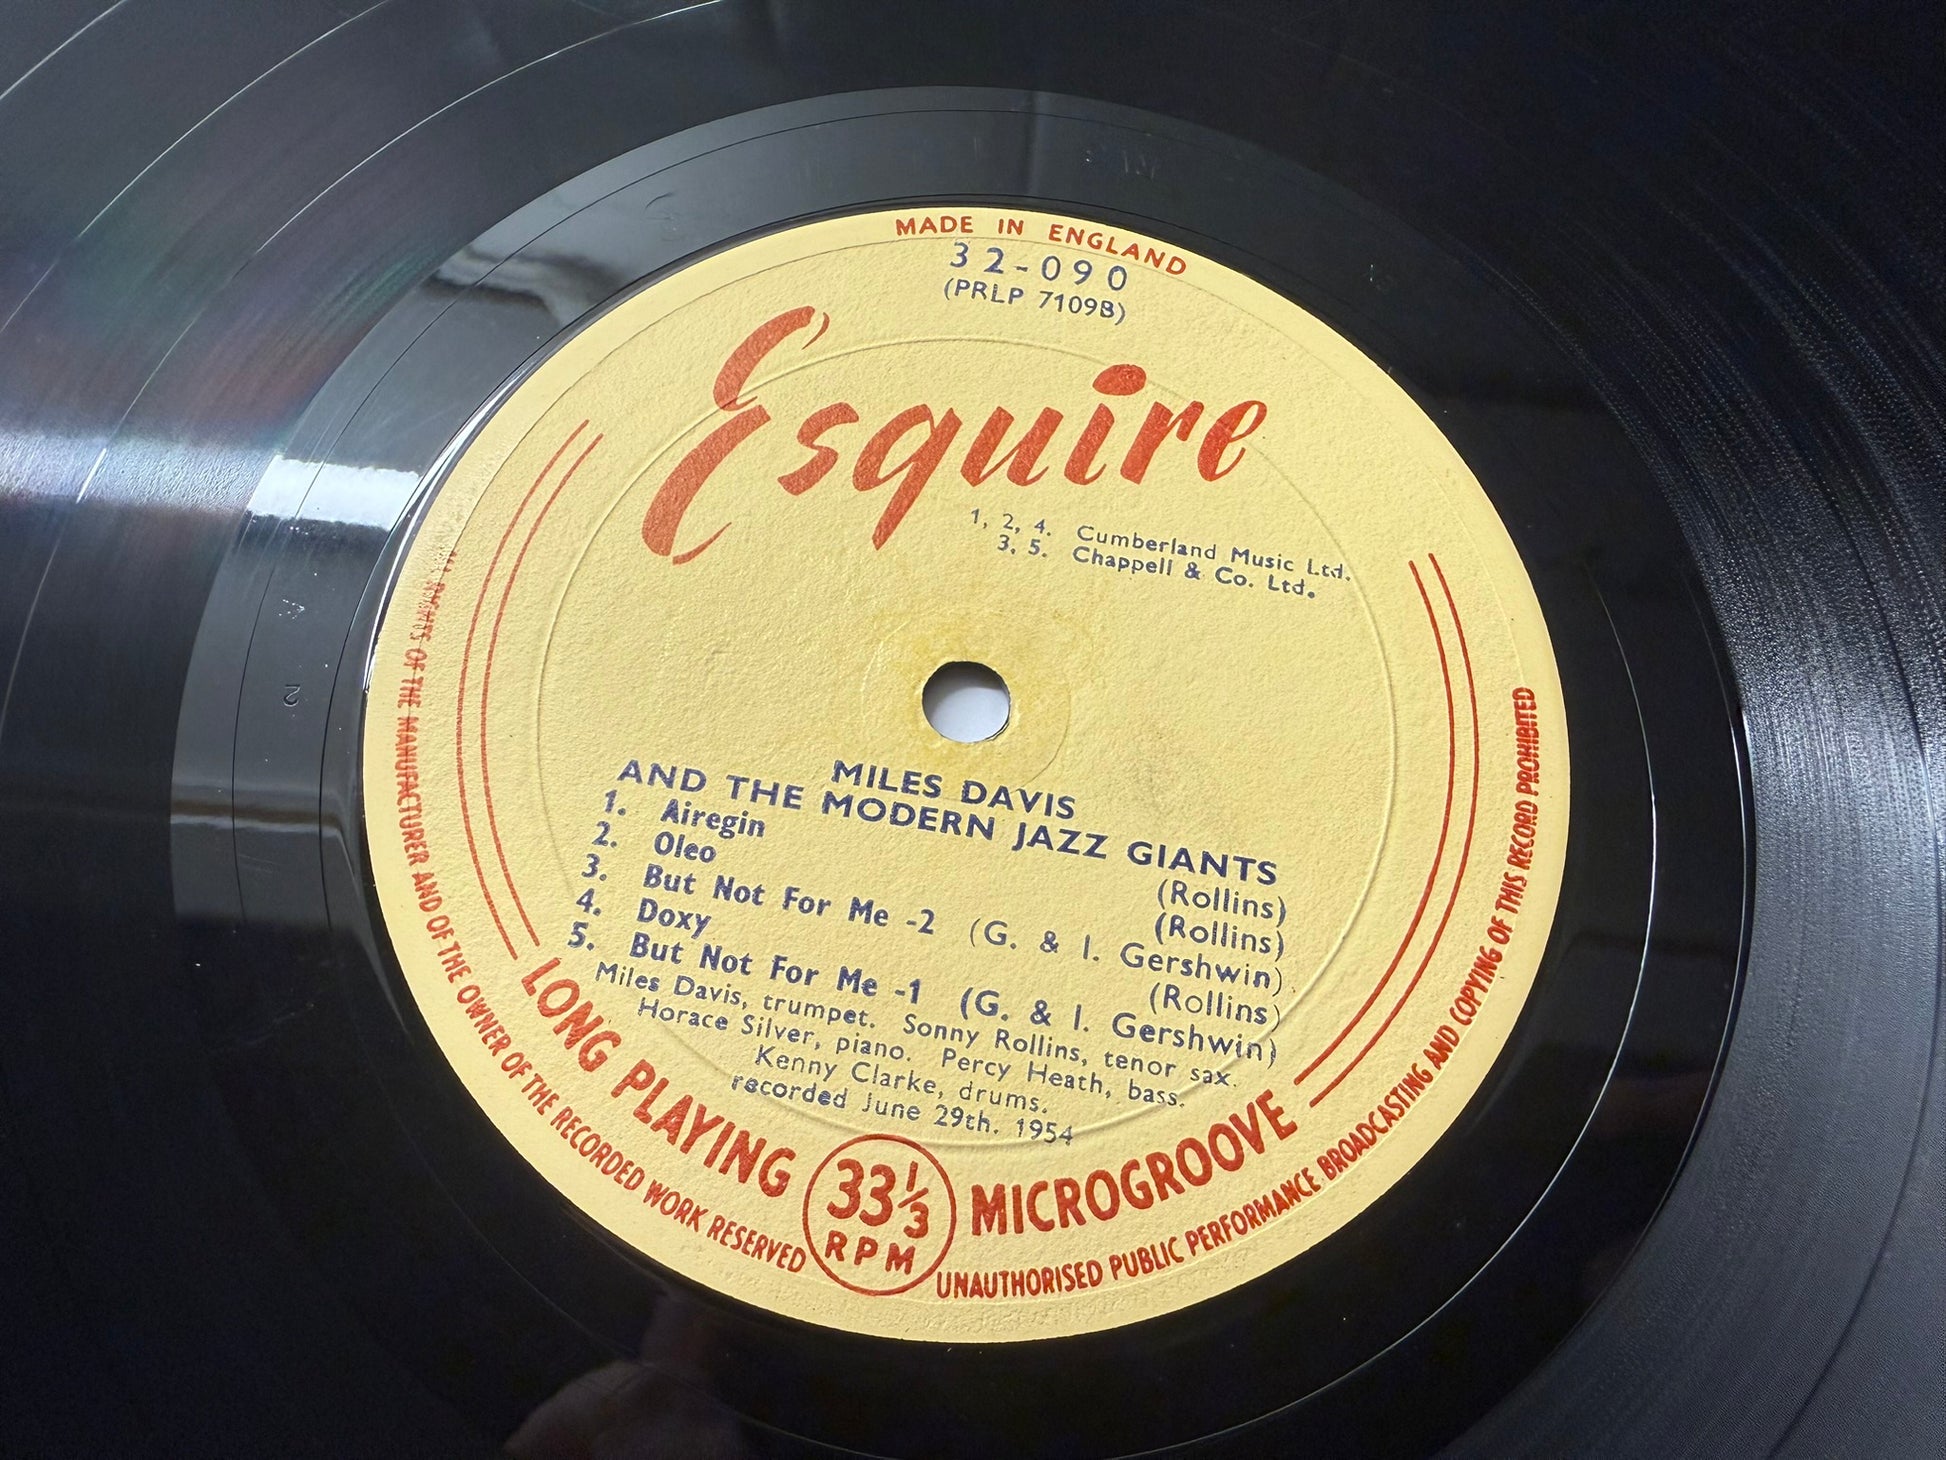 MADE IN ENGLAND
32-090
(PRLP 7109B)
Esquire
1, 2, 4. Cumberland Music Ltd.
3, 5. Chappell & Co. Ltd.
MILES DAVIS
AND THE MODERN JAZZ GIANTS
1. Airegin (Rollins)
2. Oleo (Rollins)
3. But Not For Me -2 (G. & I. Gershwin)
4. Doxy (Rollins)
5. But Not For Me -1 (G. & I. Gershwin)
Miles Davis, trumpet. Sonny Rollins, tenor sax.
Horace Silver, piano. Percy Heath, bass.
Kenny Clarke, drums.
recorded June 29th. 1954
LONG PLAYING
33⅓
RPM
MICROGROOVE
ALL RIGHTS OF THE MANUFACTURER AND OF THE OWNER OF THE RECORDED WORK RESERVED
UNAUTHORISED PUBLIC PERFORMANCE BROADCASTING AND COPYING OF THIS RECORD PROHIBITED
A
2